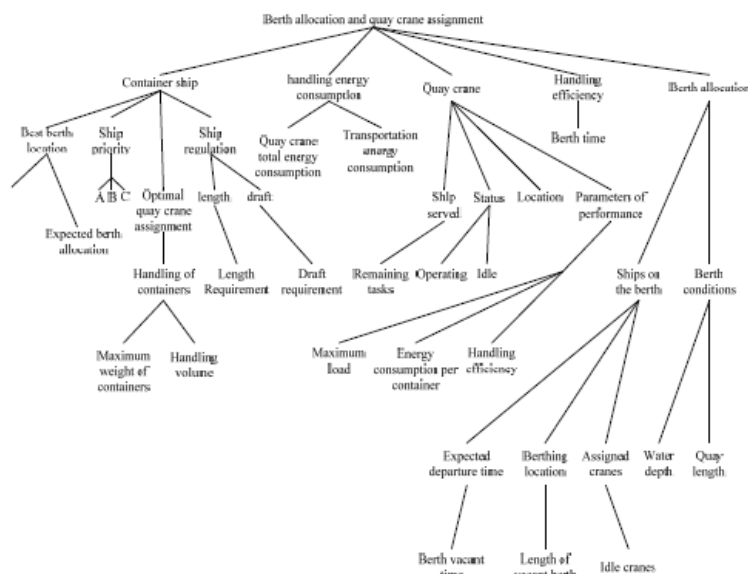 Berth allocation and quay crane assignment
Container ship
handling energy
consumption
Quay crane
Handling
efficiency
Berth allocation
Best berth
location
Ship
priority
Ship
regulation
Quay crane
total energy
consumption
Transportation
energy
consumption
Berth time
A B C
Optimal
quay crane
assignment
length
draft
Ship
served
Status
Location
Parameters of
performance
Expected berth
allocation
Handling of
containers
Length
Requirement
Draft
requirement
Remaining
tasks
Operating
Idle
Ships on
the berth
Berth
conditions
Maximum
weight of
containers
Handling
volume
Maximum
load
Energy
consumption per
container
Handling
efficiency
Expected
departure time
Berthing
location
Assigned
cranes
Water
depth
Quay
length
Berth vacant
time
Length of
vacant berth
Idle cranes